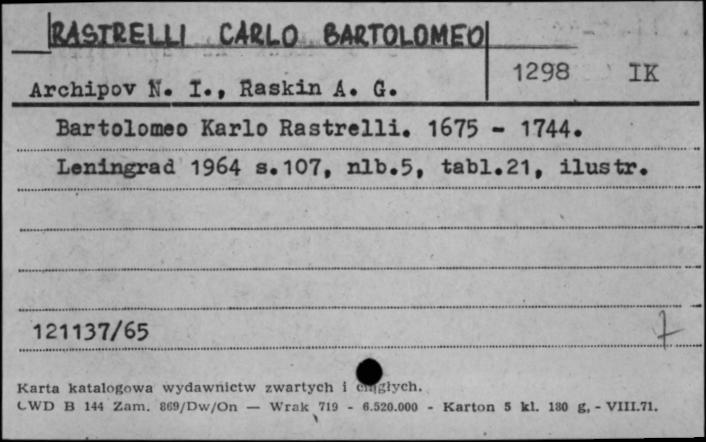 RASTRELLI CARLO BARTOLOMEO
1298 IK
Archipov N. I., Raskin A. G.
Bartolomeo Karlo Rastrelli. 1675 - 1744.
Leningrad 1964 s.107, nlb.5, tabl.21, ilustr.
121137/65
Karta katalogowa wydawnictw zwartych i ciągłych.
CWD B 144 Zam. 869/Dw/On — Wrak 719 - 6.520.000 - Karton 5 kl. 180 g, - VIII.71.